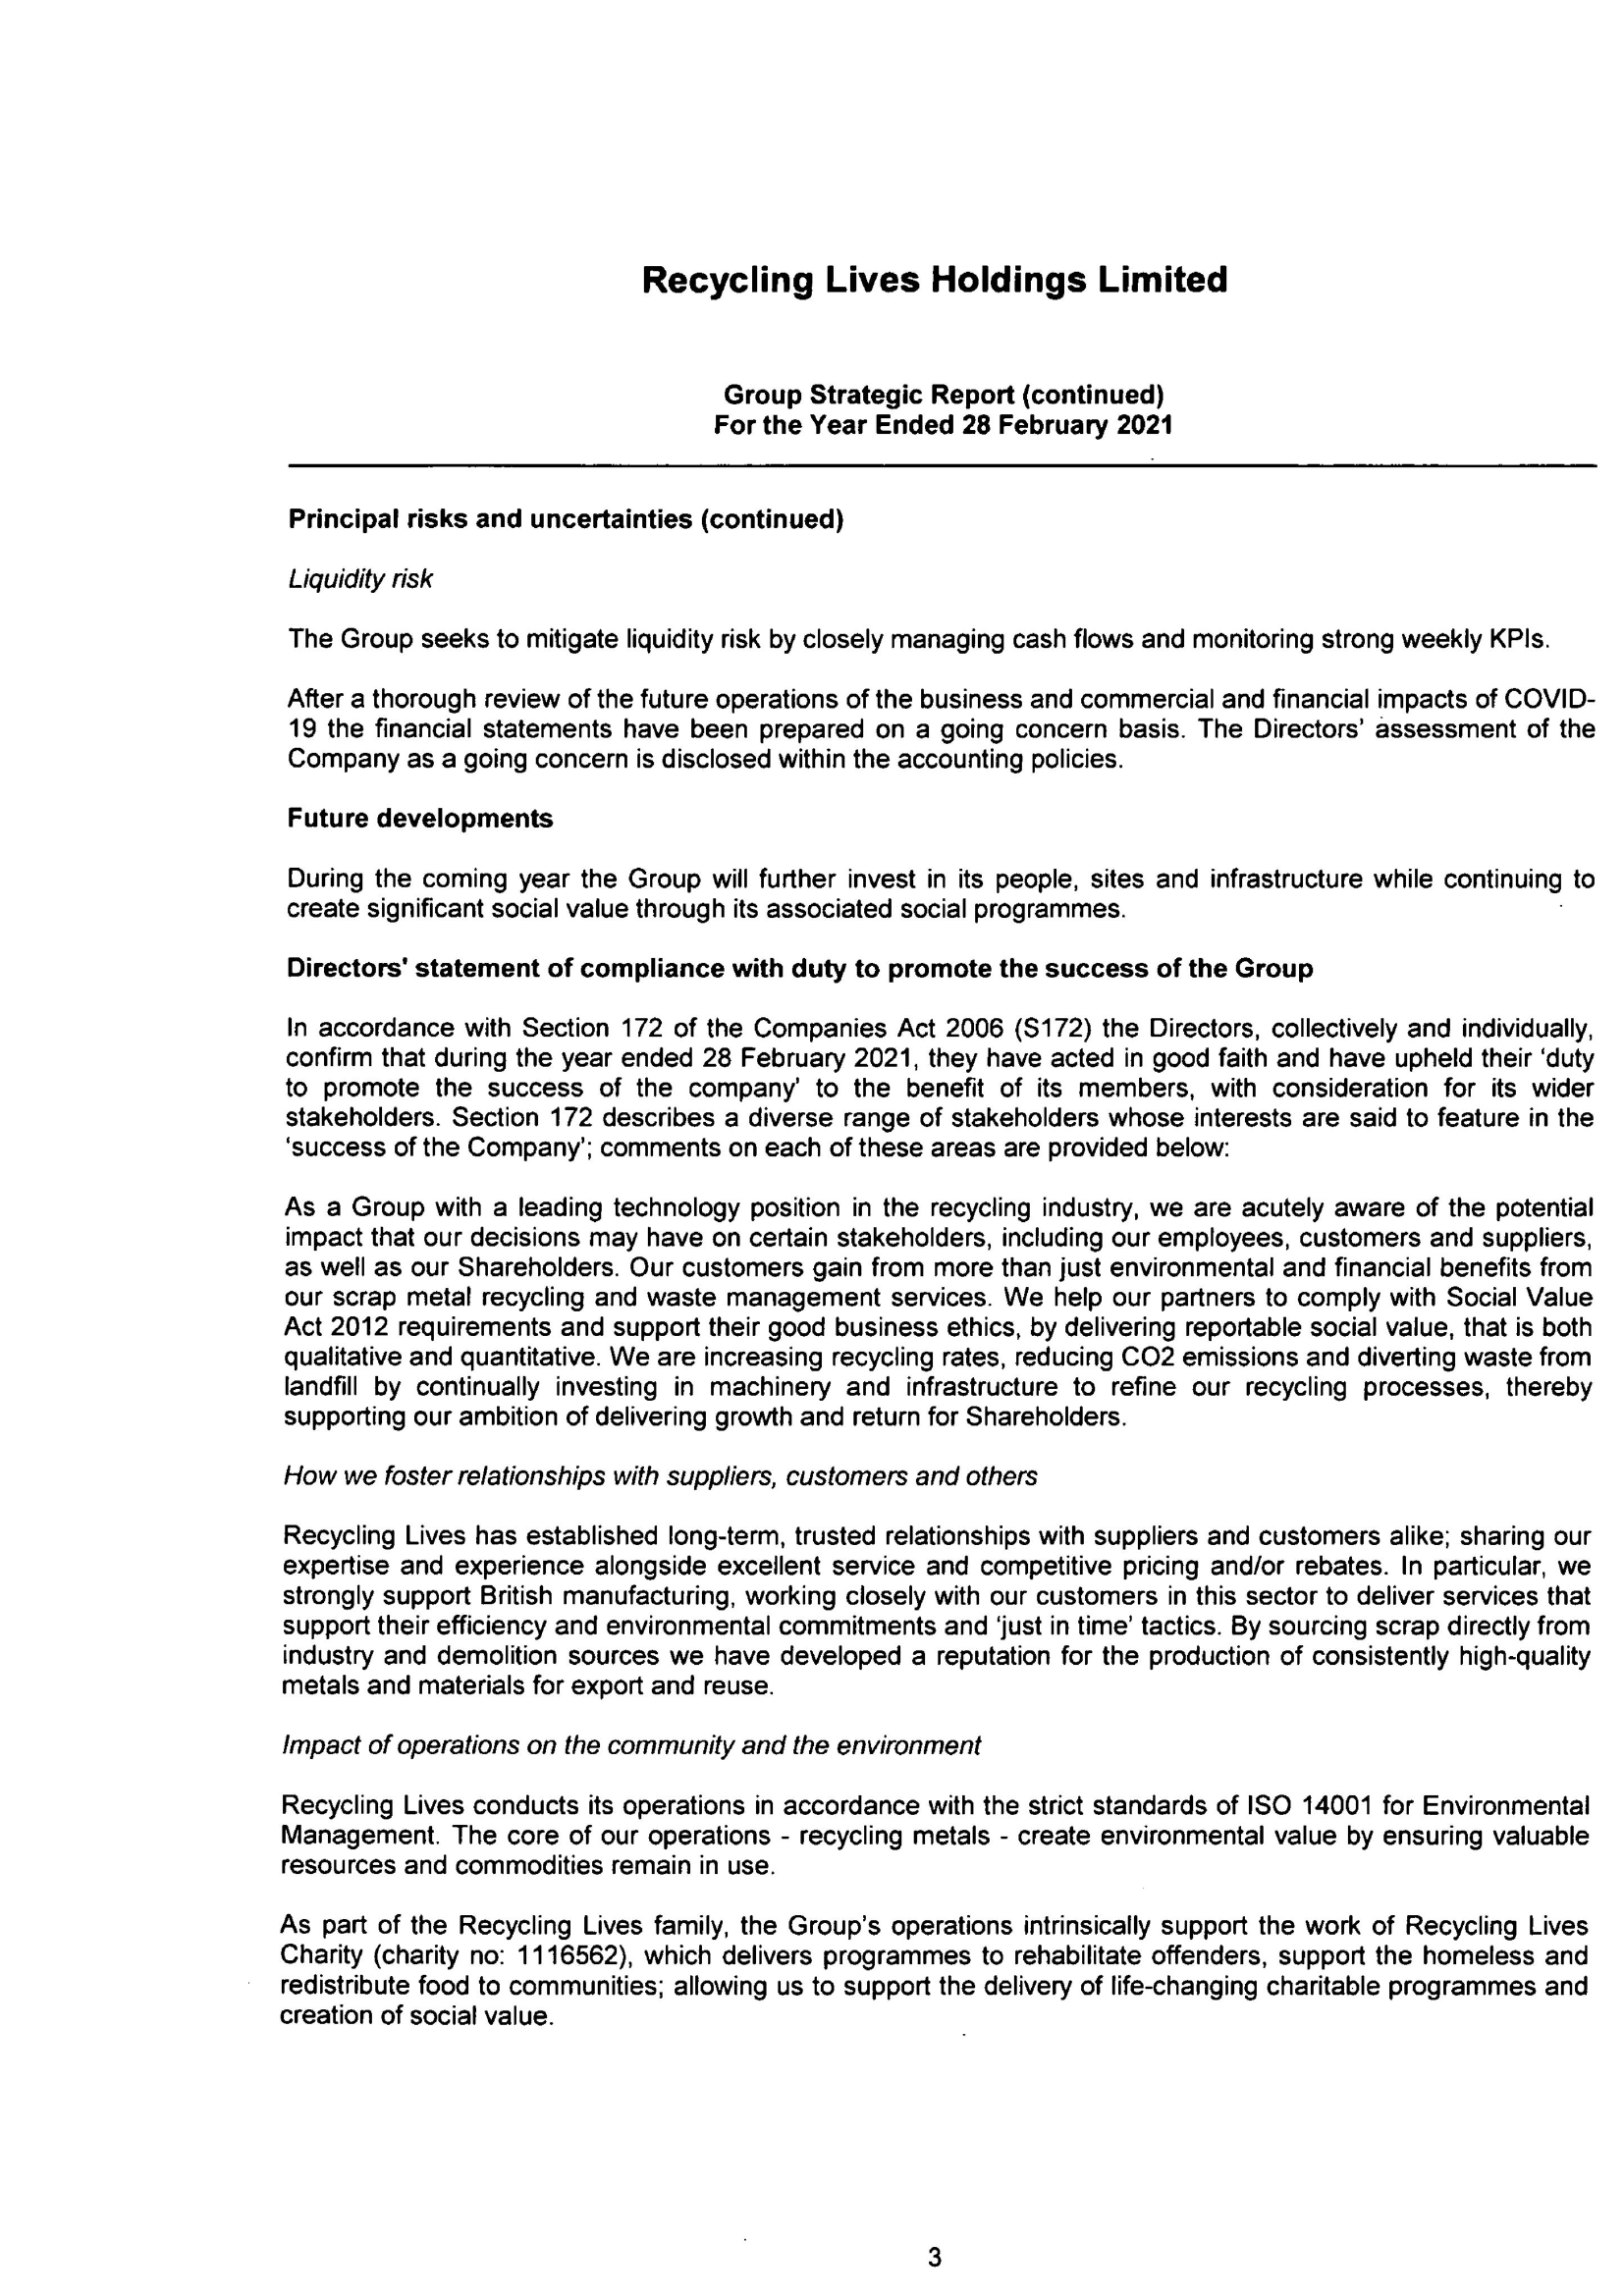 Recycling Lives Holdings Limited
Group Strategic Report (continued)
For the Year Ended 28 February 2021
Principal risks and uncertainties (continued)
Liquidity risk
The Group seeks to mitigate liquidity risk by closely managing cash flows and monitoring strong weekly KPIs.
After a thorough review of the future operations of the business and commercial and financial impacts of COVID-
19 the financial statements have been prepared on a going concern basis. The Directors' assessment of the
Company as a going concern is disclosed within the accounting policies.
Future developments
During the coming year the Group will further invest in its people, sites and infrastructure while continuing to
create significant social value through its associated social programmes.
Directors' statement of compliance with duty to promote the success of the Group
In accordance with Section 172 of the Companies Act 2006 (S172) the Directors, collectively and individually,
confirm that during the year ended 28 February 2021, they have acted in good faith and have upheld their 'duty
to promote the success of the company' to the benefit of its members, with consideration for its wider
stakeholders. Section 172 describes a diverse range of stakeholders whose interests are said to feature in the
'success of the Company'; comments on each of these areas are provided below:
As a Group with a leading technology position in the recycling industry, we are acutely aware of the potential
impact that our decisions may have on certain stakeholders, including our employees, customers and suppliers,
as well as our Shareholders. Our customers gain from more than just environmental and financial benefits from
our scrap metal recycling and waste management services. We help our partners to comply with Social Value
Act 2012 requirements and support their good business ethics, by delivering reportable social value, that is both
qualitative and quantitative. We are increasing recycling rates, reducing CO2 emissions and diverting waste from
landfill by continually investing in machinery and infrastructure to refine our recycling processes, thereby
supporting our ambition of delivering growth and return for Shareholders.
How we foster relationships with suppliers, customers and others
Recycling Lives has established long-term, trusted relationships with suppliers and customers alike; sharing our
expertise and experience alongside excellent service and competitive pricing and/or rebates. In particular, we
strongly support British manufacturing, working closely with our customers in this sector to deliver services that
support their efficiency and environmental commitments and 'just in time' tactics. By sourcing scrap directly from
industry and demolition sources we have developed a reputation for the production of consistently high-quality
metals and materials for export and reuse.
Impact of operations on the community and the environment
Recycling Lives conducts its operations in accordance with the strict standards of ISO 14001 for Environmental
Management. The core of our operations - recycling metals - create environmental value by ensuring valuable
resources and commodities remain in use.
As part of the Recycling Lives family, the Group's operations intrinsically support the work of Recycling Lives
Charity (charity no: 1116562), which delivers programmes to rehabilitate offenders, support the homeless and
redistribute food to communities; allowing us to support the delivery of life-changing charitable programmes and
creation of social value.
3